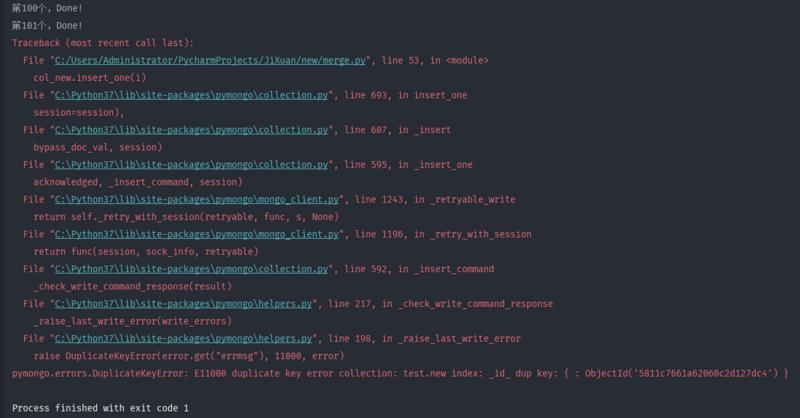 第100个，Done!
第101个，Done!
Traceback (most recent call last):
File "C:/Users/Administrator/PycharmProjects/JiXuan/new/merge.py", line 53, in <module>
col_new.insert_one(i)
File "C:\Python37\lib\site-packages\pymongo\collection.py", line 693, in insert_one
session=session),
File "C:\Python37\lib\site-packages\pymongo\collection.py", line 607, in _insert
bypass_doc_val, session)
File "C:\Python37\lib\site-packages\pymongo\collection.py", line 595, in _insert_one
acknowledged, _insert_command, session)
File "C:\Python37\lib\site-packages\pymongo\mongo_client.py", line 1243, in _retryable_write
return self._retry_with_session(retryable, func, s, None)
File "C:\Python37\lib\site-packages\pymongo\mongo_client.py", line 1196, in _retry_with_session
return func(session, sock_info, retryable)
File "C:\Python37\lib\site-packages\pymongo\collection.py", line 592, in _insert_command
_check_write_command_response(result)
File "C:\Python37\lib\site-packages\pymongo\helpers.py", line 217, in _check_write_command_response
_raise_last_write_error(write_errors)
File "C:\Python37\lib\site-packages\pymongo\helpers.py", line 198, in _raise_last_write_error
raise DuplicateKeyError(error.get("errmsg"), 11000, error)
pymongo.errors.DuplicateKeyError: E11000 duplicate key error collection: test.new index: _id_ dup key: { : ObjectId('5811c7661a62060c2d127dc4') }
Process finished with exit code 1